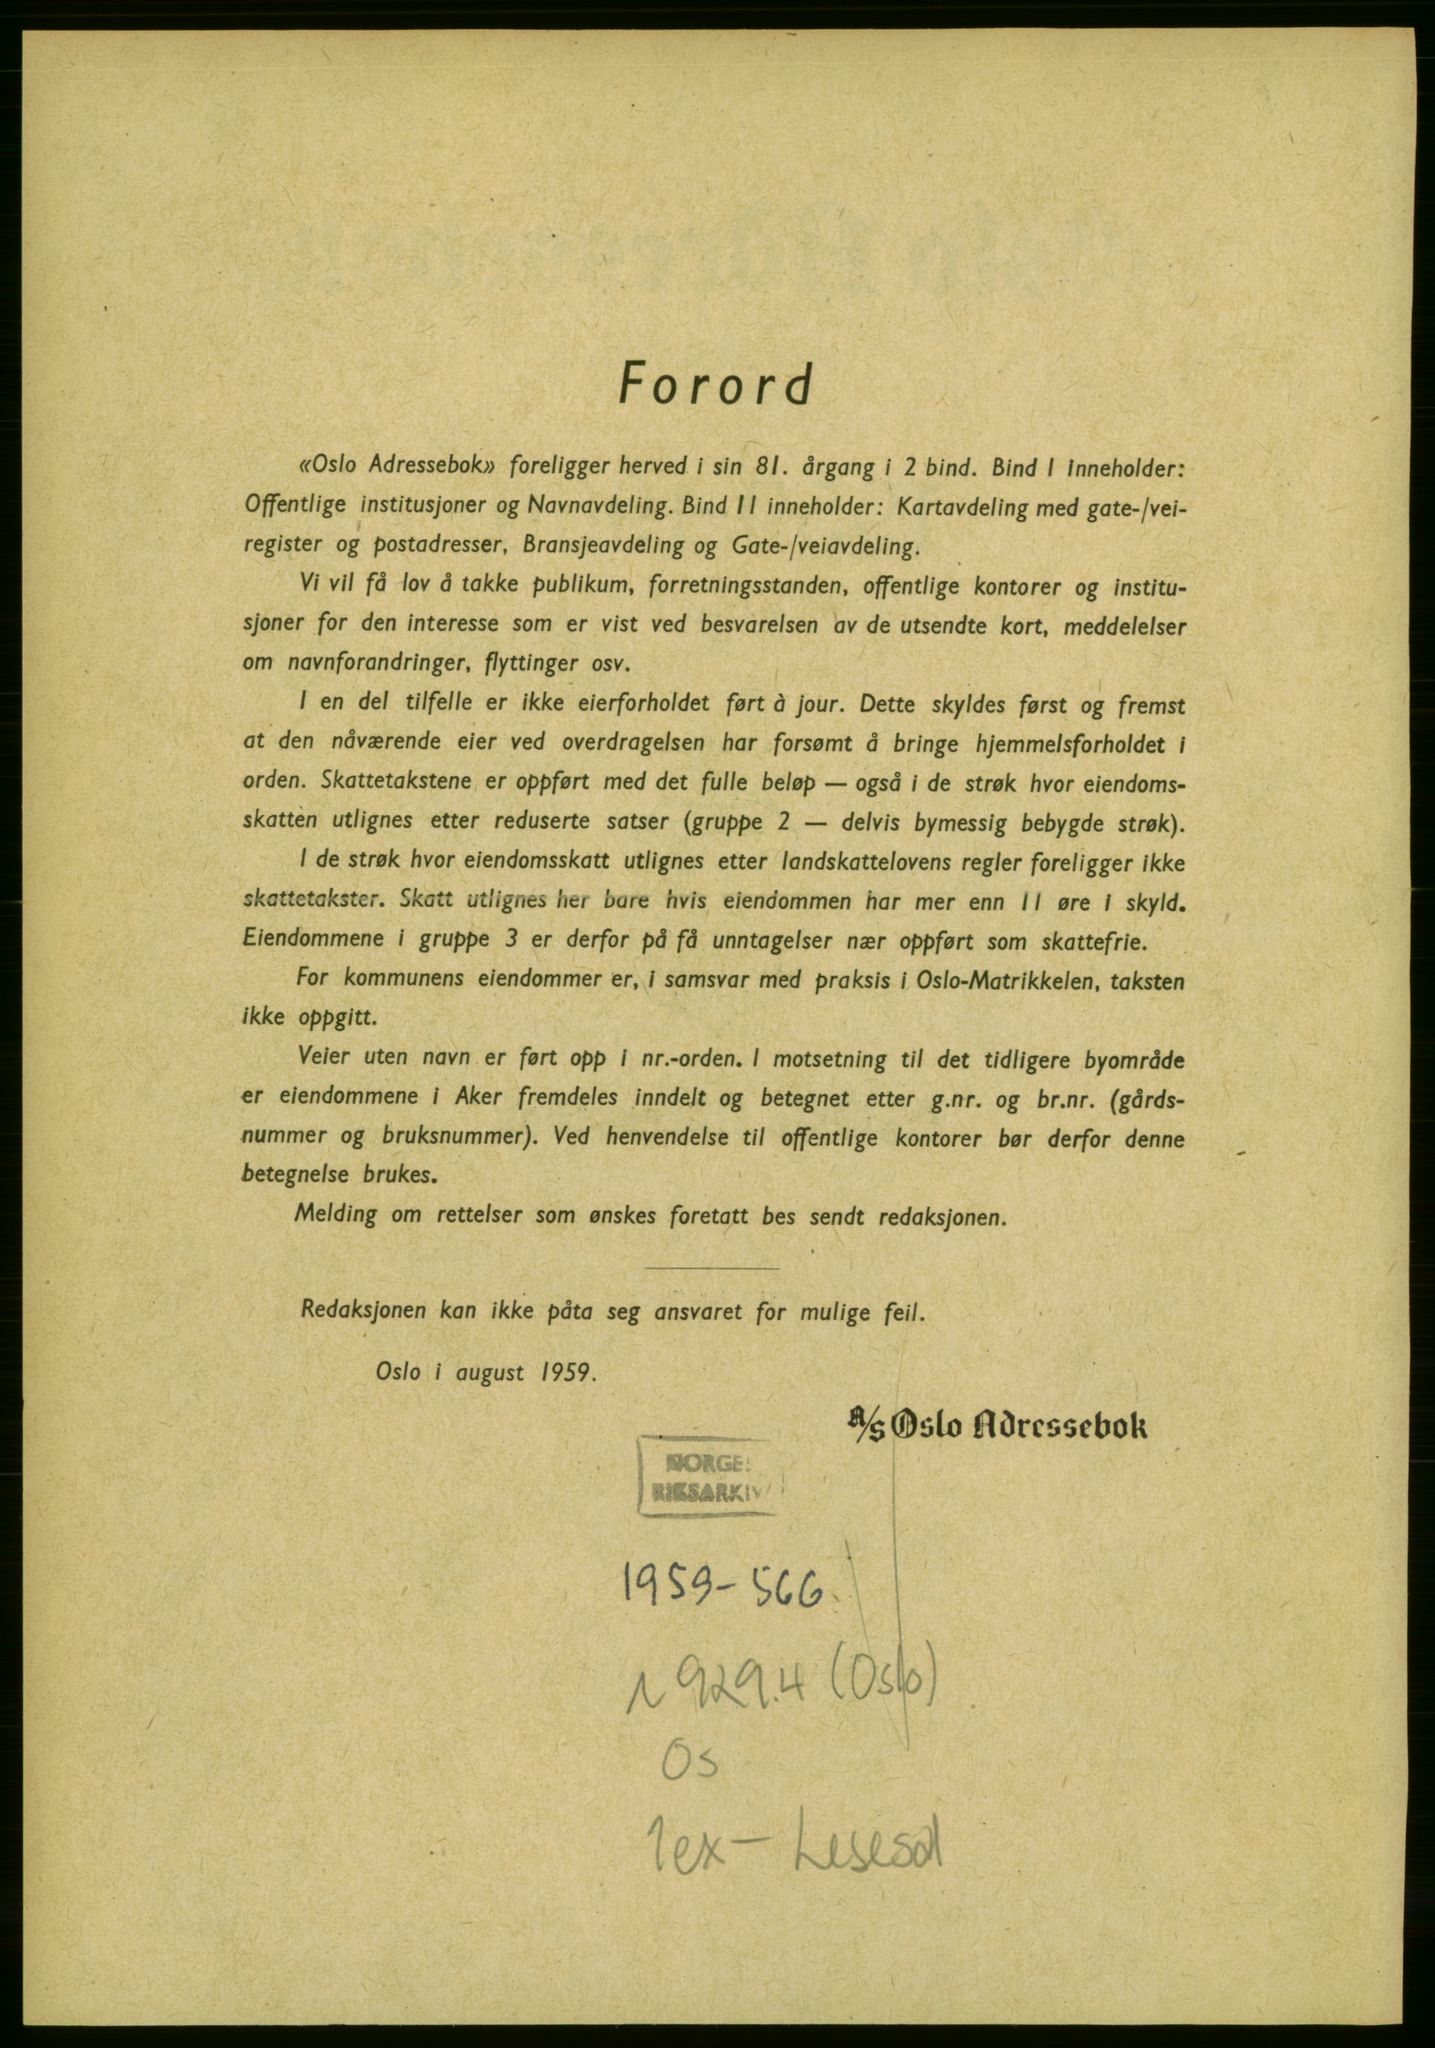 Forord
«Oslo Adressebok» foreligger herved i sin 81. årgang i 2 bind. Bind I inneholder:
Offentlige institusjoner og Navnavdeling. Bind II inneholder: Kartavdeling med gate-/vei-
register og postadresser, Bransjeavdeling og Gate-/veiavdeling.
Vi vil få lov å takke publikum, forretningsstanden, offentlige kontorer og institu-
sjoner for den interesse som er vist ved besvarelsen av de utsendte kort, meddelelser
om navnforandringer, flyttinger osv.
I en del tilfelle er ikke eierforholdet ført à jour. Dette skyldes først og fremst
at den nåværende eier ved overdragelsen har forsømt å bringe hjemmelsforholdet i
orden. Skattetakstene er oppført med det fulle beløp — også i de strøk hvor eiendoms-
skatten utlignes etter reduserte satser (gruppe 2 — delvis bymessig bebygde strøk).
I de strøk hvor eiendomsskatt utlignes etter landskattelovens regler foreligger ikke
skattetakster. Skatt utlignes her bare hvis eiendommen har mer enn 11 øre i skyld.
Eiendommene i gruppe 3 er derfor på få unntagelser nær oppført som skattefrie.
For kommunens eiendommer er, i samsvar med praksis i Oslo-Matrikkelen, taksten
ikke oppgitt.
Veier uten navn er ført opp i nr.-orden. I motsetning til det tidligere byområde
er eiendommene i Aker fremdeles inndelt og betegnet etter g.nr. og br.nr. (gårds-
nummer og bruksnummer). Ved henvendelse til offentlige kontorer bør derfor denne
betegnelse brukes.
Melding om rettelser som ønskes foretatt bes sendt redaksjonen.
Redaksjonen kan ikke påta seg ansvaret for mulige feil.
Oslo i august 1959.
A/S Oslo Adressebok
NORGES
RIKSARKIV
1959-566
929.4 (Oslo)
Os
1ex - Lesesal